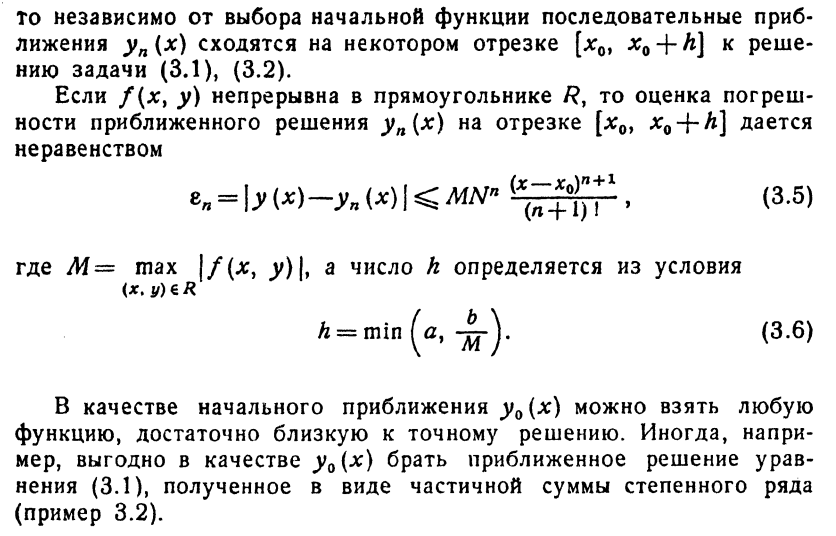 то независимо от выбора начальной функции последовательные приб-
лижения yₙ(x) сходятся на некотором отрезке [x₀, x₀+h] к реше-
нию задачи (3.1), (3.2).
Если f(x, y) непрерывна в прямоугольнике R, то оценка погреш-
ности приближенного решения yₙ(x) на отрезке [x₀, x₀+h] дается
неравенством
εₙ=|y(x)—yₙ(x)|⩽MNⁿ (x—x₀)ⁿ⁺¹/(n+1)!, (3.5)
где M= max |f(x, y)|, а число h определяется из условия
(x, y)∈R
h=min(a, b/M). (3.6)
В качестве начального приближения y₀(x) можно взять любую
функцию, достаточно близкую к точному решению. Иногда, напри-
мер, выгодно в качестве y₀(x) брать приближенное решение урав-
нения (3.1), полученное в виде частичной суммы степенного ряда
(пример 3.2).